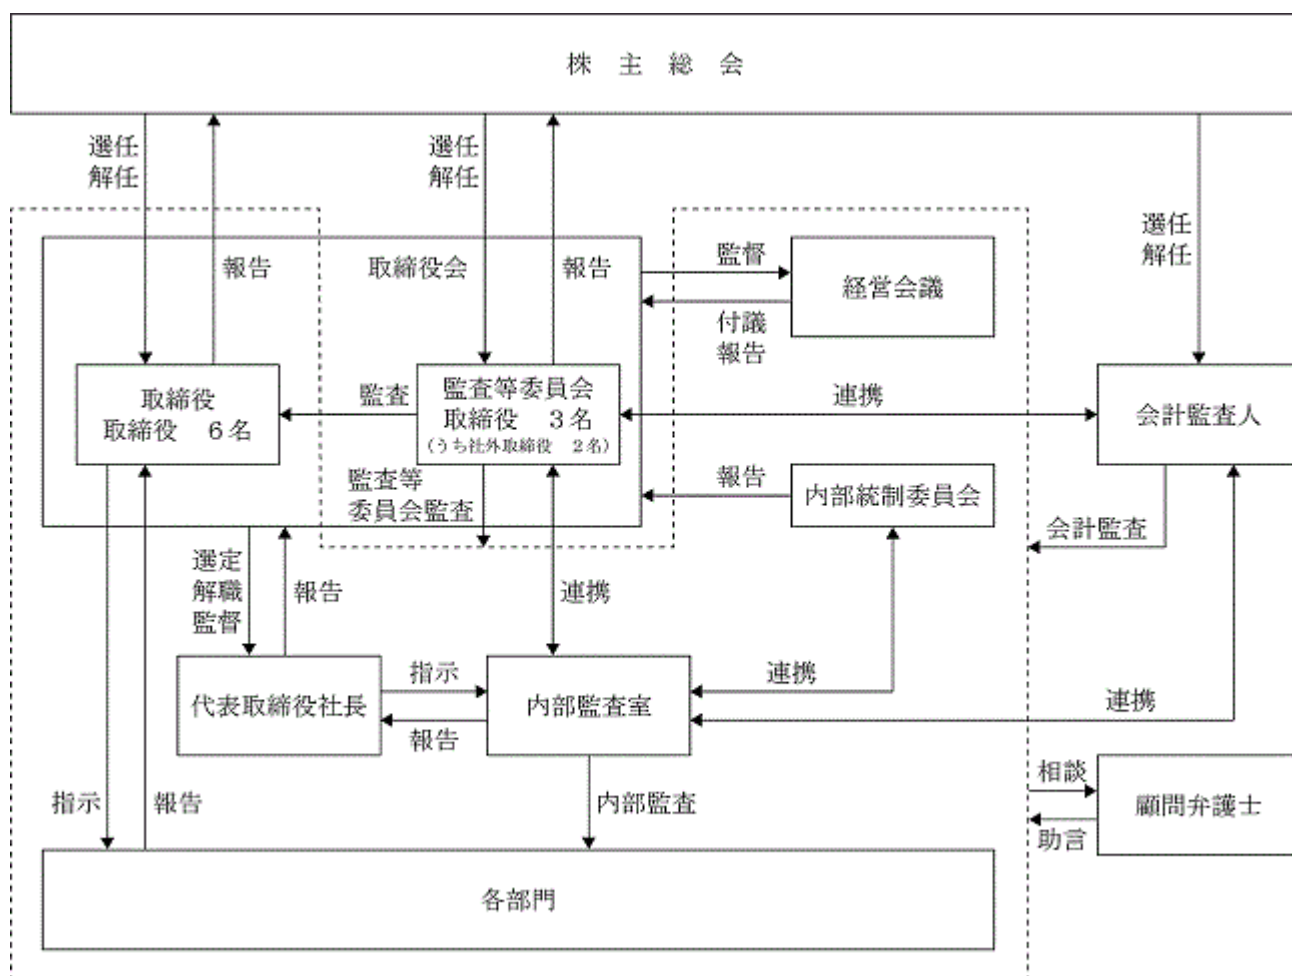 株 主 総 会
選任
解任
報告
選任
解任
報告
選任
解任
取締役会
監督
付議
報告
経営会議
取締役
取締役 6名
監査
監査等委員会
取締役 3名
(うち社外取締役 2名)
連携
会計監査人
監査等
委員会監査
報告
内部統制委員会
会計監査
選定
解職
監督
報告
連携
代表取締役社長
指示
報告
内部監査室
連携
連携
指示
報告
内部監査
相談
助言
顧問弁護士
各部門